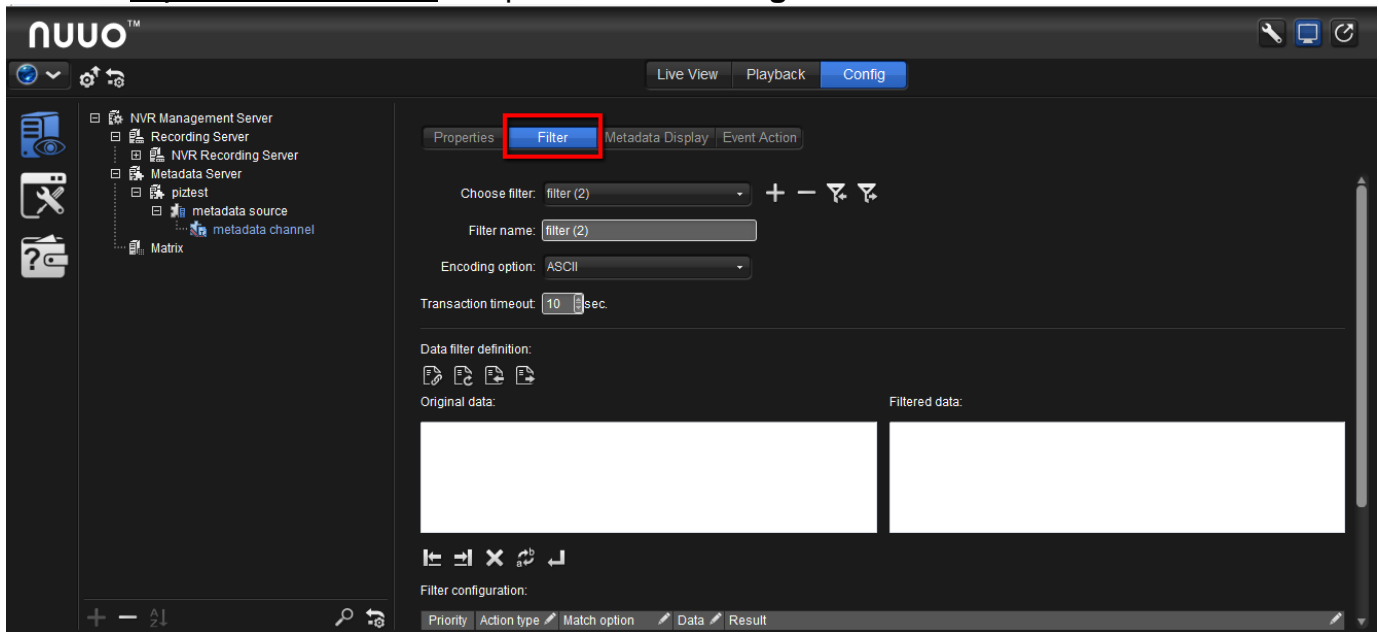 nuuo™
Live View Playback Config
NVR Management Server
Recording Server
NVR Recording Server
Metadata Server
piztest
metadata source
metadata channel
Matrix
Properties Filter Metadata Display Event Action
Choose filter: filter (2)
Filter name: filter (2)
Encoding option: ASCII
Transaction timeout: 10 sec.
Data filter definition:
Original data: Filtered data:
Filter configuration:
Priority Action type Match option Data Result